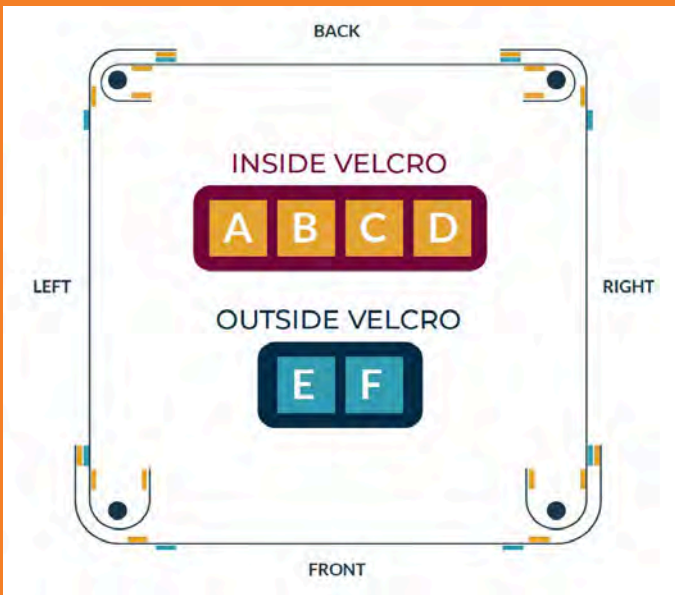 BACK
INSIDE VELCRO
A B C D
LEFT
RIGHT
OUTSIDE VELCRO
E F
FRONT